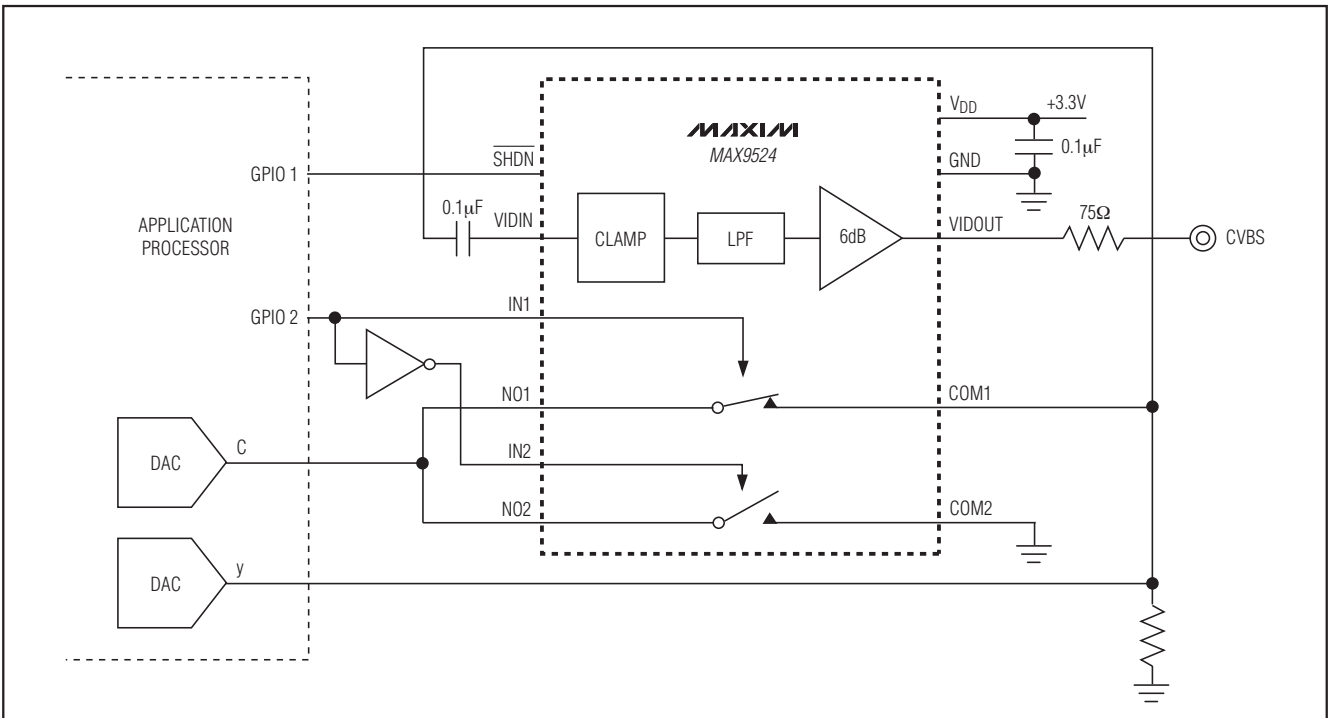 APPLICATION
PROCESSOR
GPIO 1
GPIO 2
DAC
C
DAC
y
0.1μF
SHDN
VIDIN
IN1
NO1
IN2
NO2
MAXIM
MAX9524
CLAMP
LPF
6dB
VDD
+3.3V
0.1μF
GND
VIDOUT
75Ω
CVBS
COM1
COM2